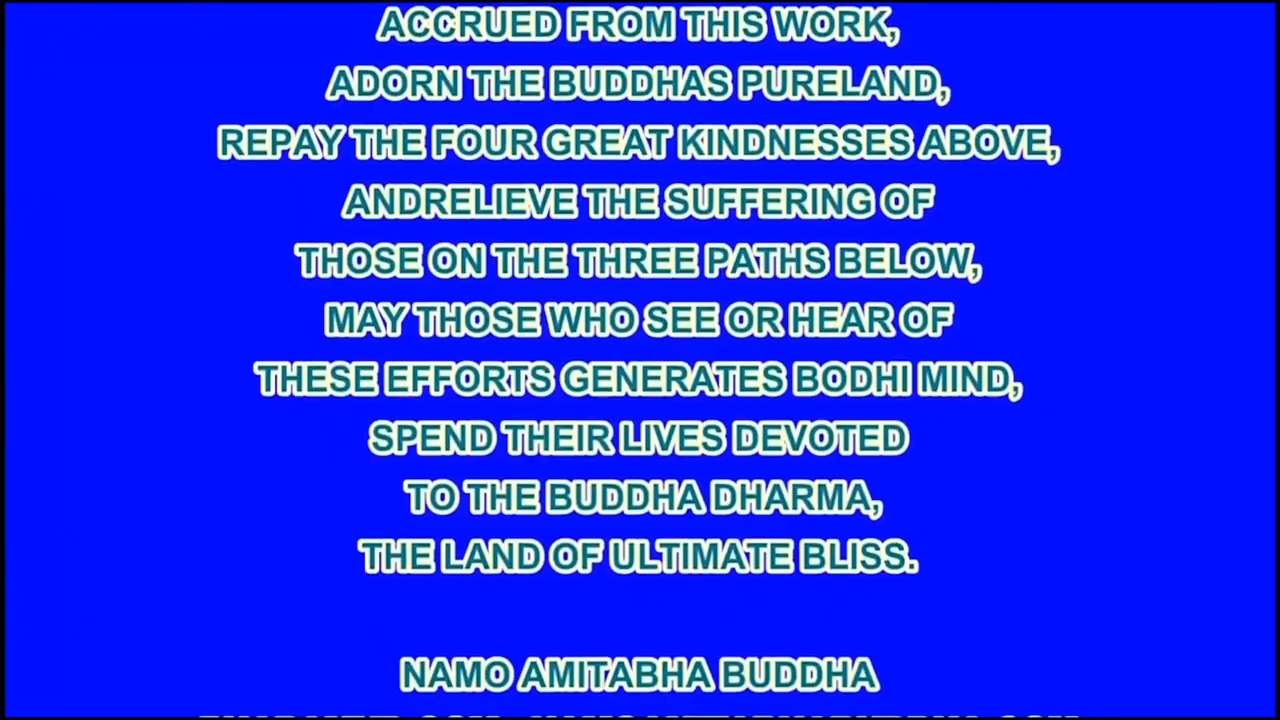 ACCRUED FROM THIS WORK,
ADORN THE BUDDHAS PURELAND,
REPAY THE FOUR GREAT KINDNESSES ABOVE,
ANDRELIEVE THE SUFFERING OF
THOSE ON THE THREE PATHS BELOW,
MAY THOSE WHO SEE OR HEAR OF
THESE EFFORTS GENERATES BODHI MIND,
SPEND THEIR LIVES DEVOTED
TO THE BUDDHA DHARMA,
THE LAND OF ULTIMATE BLISS.
NAMO AMITABHA BUDDHA